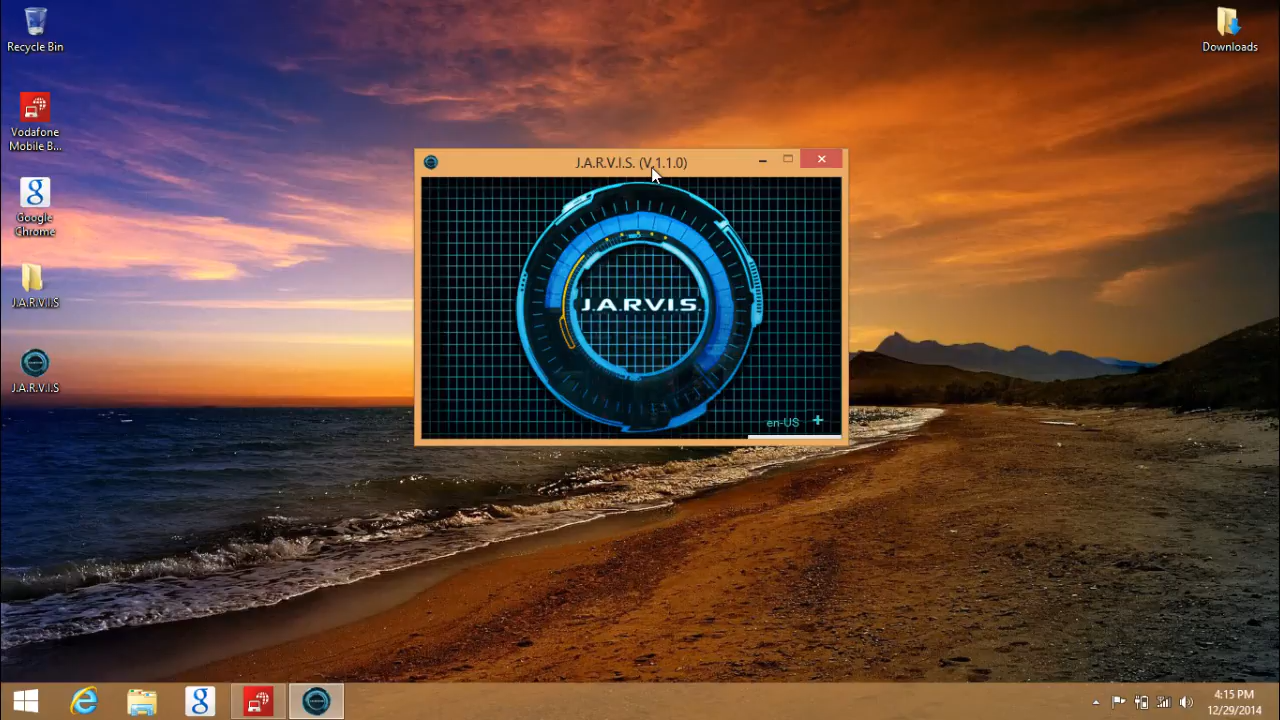 Recycle Bin
Vodafone
Mobile B...
Google
Chrome
J.A.R.V.I.S
J.A.R.V.I.S
Downloads
J.A.R.V.I.S. (V.1.1.0)
J.A.R.V.I.S.
en-US +
4:15 PM
12/29/2014